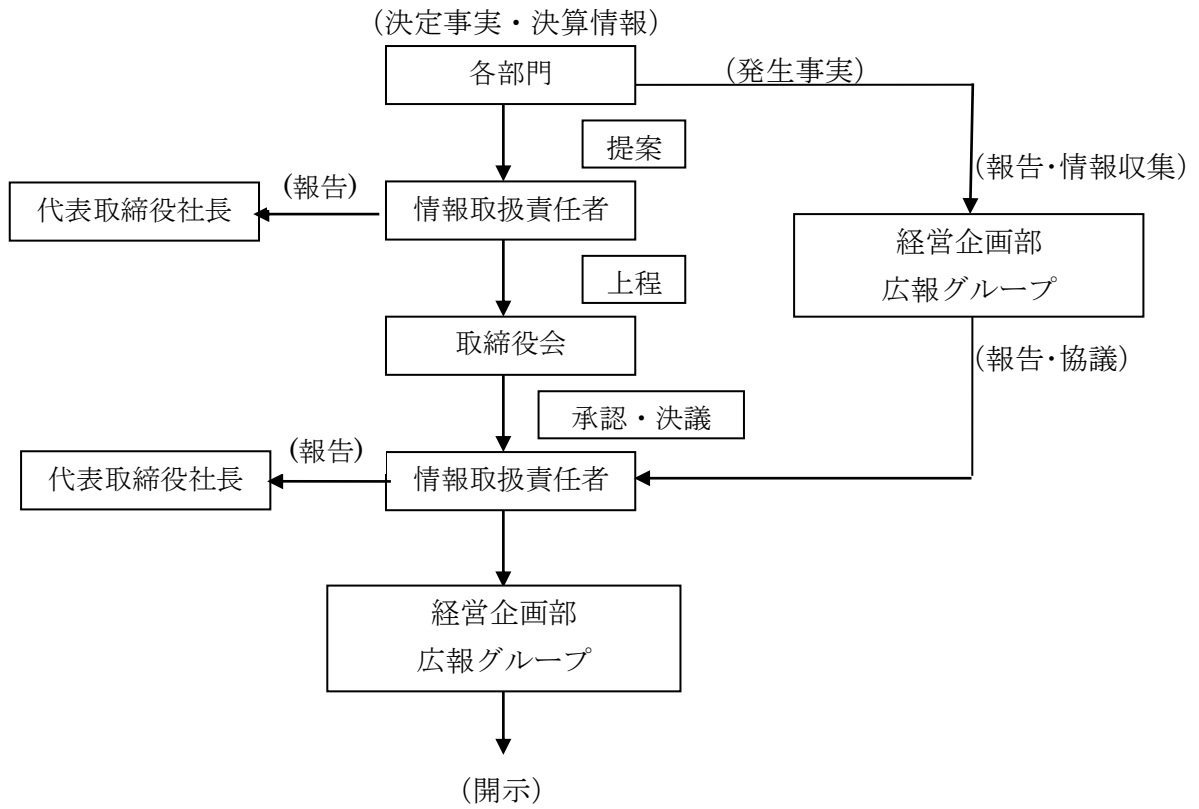 （決定事実・決算情報）
各部門
（発生事実）
提案
（報告・情報収集）
(報告)
代表取締役社長
情報取扱責任者
経営企画部
広報グループ
上程
取締役会
（報告・協議）
承認・決議
(報告)
代表取締役社長
情報取扱責任者
経営企画部
広報グループ
（開示）